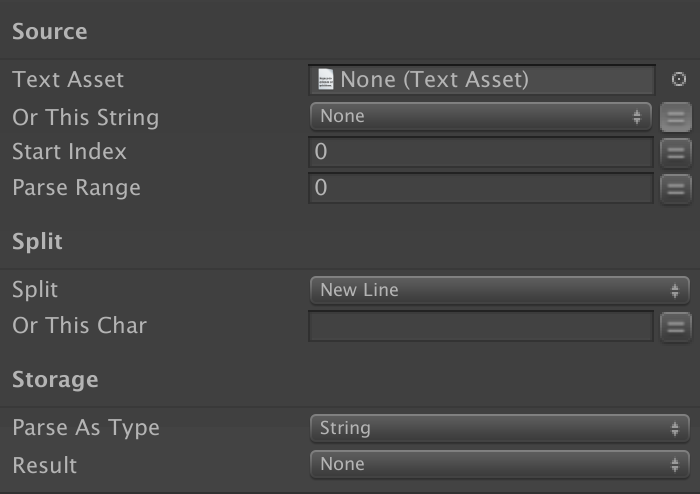 Source
Text Asset None (Text Asset)
Or This String None
Start Index 0
Parse Range 0
Split
Split New Line
Or This Char
Storage
Parse As Type String
Result None